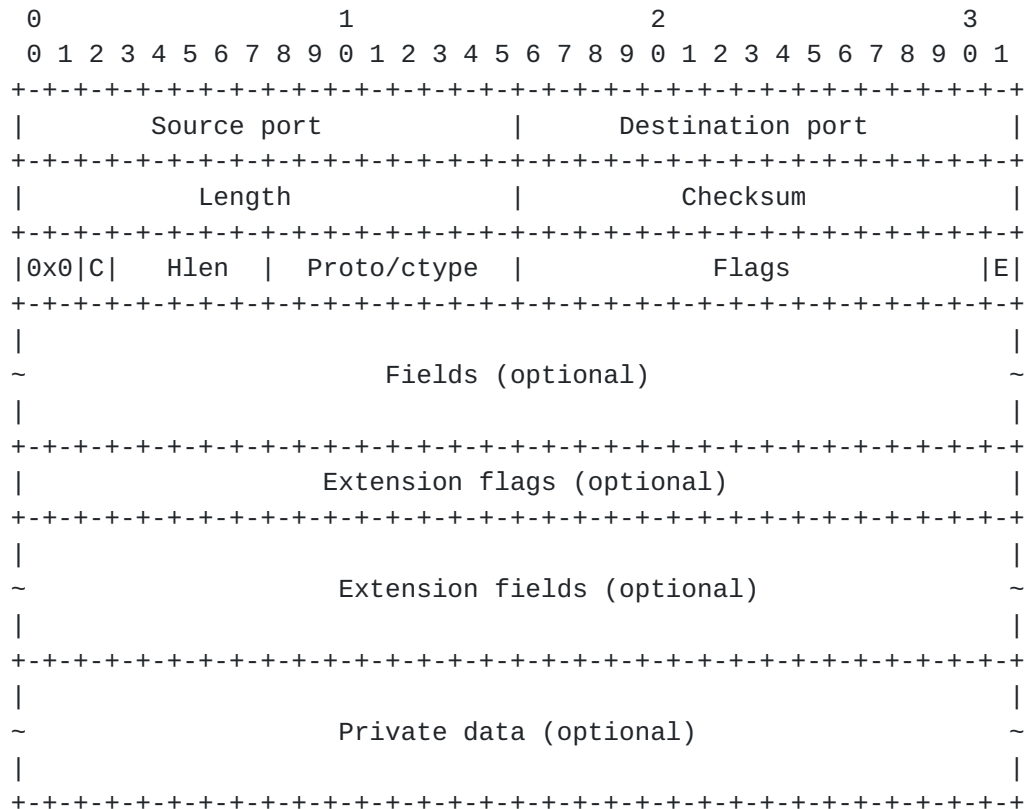 0                   1                   2                   3
 0 1 2 3 4 5 6 7 8 9 0 1 2 3 4 5 6 7 8 9 0 1 2 3 4 5 6 7 8 9 0 1
+-+-+-+-+-+-+-+-+-+-+-+-+-+-+-+-+-+-+-+-+-+-+-+-+-+-+-+-+-+-+-+-+
|        Source port            |      Destination port         |
+-+-+-+-+-+-+-+-+-+-+-+-+-+-+-+-+-+-+-+-+-+-+-+-+-+-+-+-+-+-+-+-+
|           Length              |          Checksum             |
+-+-+-+-+-+-+-+-+-+-+-+-+-+-+-+-+-+-+-+-+-+-+-+-+-+-+-+-+-+-+-+-+
|0x0|C|   Hlen  |  Proto/ctype  |            Flags            |E|
+-+-+-+-+-+-+-+-+-+-+-+-+-+-+-+-+-+-+-+-+-+-+-+-+-+-+-+-+-+-+-+-+
|                                                               |
~                       Fields (optional)                       ~
|                                                               |
+-+-+-+-+-+-+-+-+-+-+-+-+-+-+-+-+-+-+-+-+-+-+-+-+-+-+-+-+-+-+-+-+
|                   Extension flags (optional)                  |
+-+-+-+-+-+-+-+-+-+-+-+-+-+-+-+-+-+-+-+-+-+-+-+-+-+-+-+-+-+-+-+-+
|                                                               |
~                    Extension fields (optional)                ~
|                                                               |
+-+-+-+-+-+-+-+-+-+-+-+-+-+-+-+-+-+-+-+-+-+-+-+-+-+-+-+-+-+-+-+-+
|                                                               |
~                    Private data (optional)                    ~
|                                                               |
+-+-+-+-+-+-+-+-+-+-+-+-+-+-+-+-+-+-+-+-+-+-+-+-+-+-+-+-+-+-+-+-+